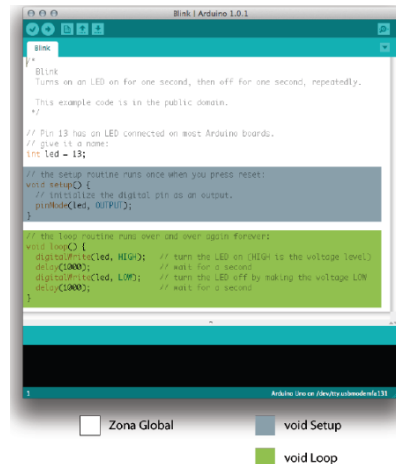 Blink | Arduino 1.0.1
Blink
/*
  Blink
  Turns on an LED on for one second, then off for one second, repeatedly.

  This example code is in the public domain.
 */

// Pin 13 has an LED connected on most Arduino boards.
// give it a name:
int led = 13;

// the setup routine runs once when you press reset:
void setup() {
  // initialize the digital pin as an output.
  pinMode(led, OUTPUT);
}

// the loop routine runs over and over again forever:
void loop() {
  digitalWrite(led, HIGH);   // turn the LED on (HIGH is the voltage level)
  delay(1000);               // wait for a second
  digitalWrite(led, LOW);    // turn the LED off by making the voltage LOW
  delay(1000);               // wait for a second
}
1 Arduino Uno on /dev/tty.usbmodemfa131
Zona Global void Setup
void Loop